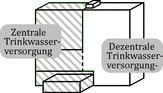 Zentrale
Trinkwasser-
versorgung
Dezentrale
Trinkwasser-
versorgung-